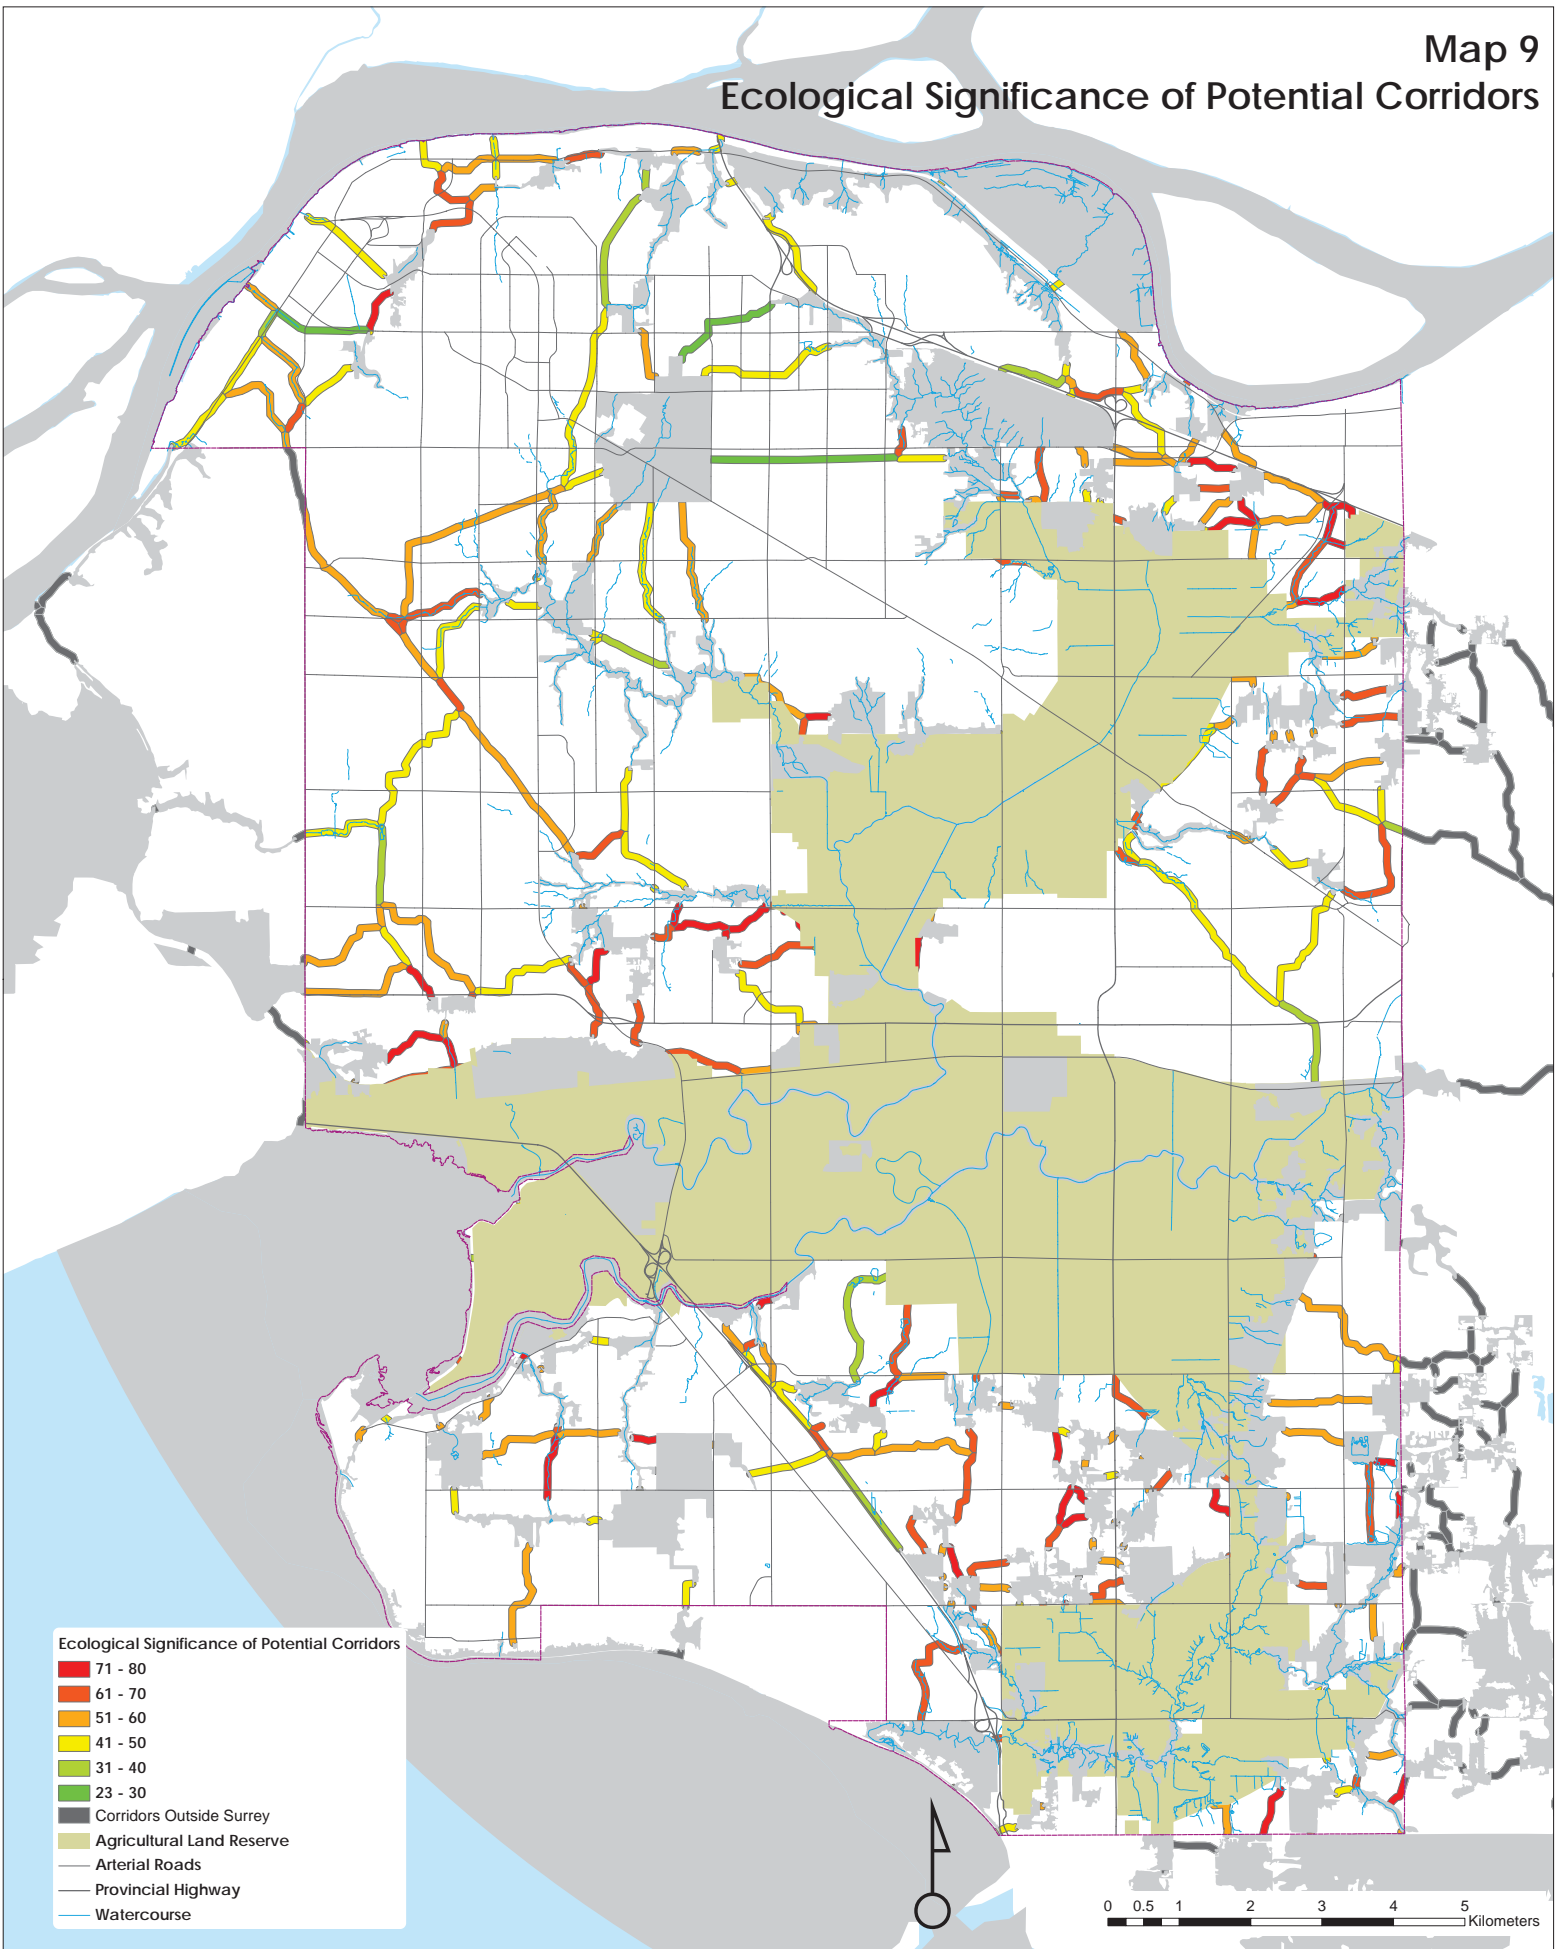 Map 9
Ecological Significance of Potential Corridors
Ecological Significance of Potential Corridors
71 - 80
61 - 70
51 - 60
41 - 50
31 - 40
23 - 30
Corridors Outside Surrey
Agricultural Land Reserve
Arterial Roads
Provincial Highway
Watercourse
0 0.5 1 2 3 4 5
Kilometers